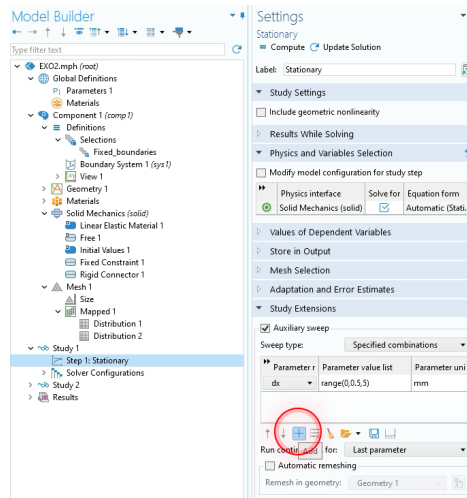 Model Builder
Type filter text
EXO2.mph (root)
Global Definitions
Pi Parameters 1
Materials
Component 1 (comp1)
Definitions
Selections
Fixed_boundaries
Boundary System 1 (sys1)
View 1
Geometry 1
Materials
Solid Mechanics (solid)
Linear Elastic Material 1
Free 1
Initial Values 1
Fixed Constraint 1
Rigid Connector 1
Mesh 1
Size
Mapped 1
Distribution 1
Distribution 2
Study 1
Step 1: Stationary
Solver Configurations
Study 2
Results
Settings
Stationary
= Compute Update Solution
Label: Stationary
Study Settings
Include geometric nonlinearity
Results While Solving
Physics and Variables Selection
Modify model configuration for study step
Physics interface Solve for Equation form
Solid Mechanics (solid) Automatic (Stati...
Values of Dependent Variables
Store in Output
Mesh Selection
Adaptation and Error Estimates
Study Extensions
Auxiliary sweep
Sweep type: Specified combinations
Parameter r Parameter value list Parameter uni
dx range(0,0.5,5) mm
Run contin Add for: Last parameter
Automatic remeshing
Remesh in geometry: Geometry 1